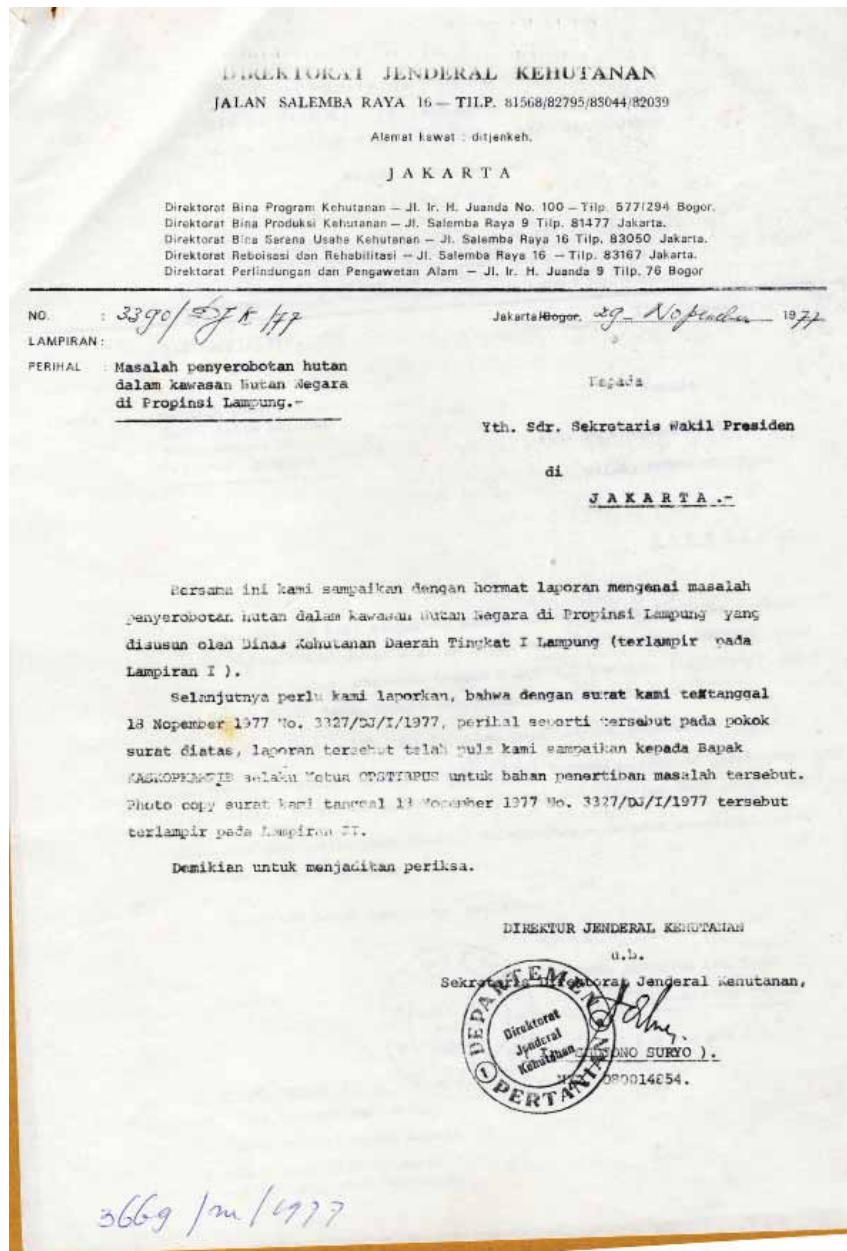 DIREKTORAT JENDERAL KEHUTANAN
JALAN SALEMBA RAYA 16 — TILP. 81568/82795/83044/82039
Alamat kawat : ditjenkeh.
JAKARTA
Direktorat Bina Program Kehutanan — Jl. Ir. H. Juanda No. 100 — Tilp. 577/294 Bogor.
Direktorat Bina Produksi Kehutanan — Jl. Salemba Raya 9 Tilp. 81477 Jakarta.
Direktorat Bina Sarana Usaha Kehutanan — Jl. Salemba Raya 16 Tilp. 83050 Jakarta.
Direktorat Reboisasi dan Rehabilitasi — Jl. Salemba Raya 16 — Tilp. 83167 Jakarta.
Direktorat Perlindungan dan Pengawetan Alam — Jl. Ir. H. Juanda 9 Tilp. 76 Bogor
NO. : 3390/DJK/77
Jakarta/Bogor, 29 - Nopember 1977
LAMPIRAN :
PERIHAL : Masalah penyerobotan hutan
dalam kawasan Hutan Negara
di Propinsi Lampung.-
Kepada
Yth. Sdr. Sekretaris Wakil Presiden
di
JAKARTA.-
Bersama ini kami sampaikan dengan hormat laporan mengenai masalah
penyerobotan hutan dalam kawasan Hutan Negara di Propinsi Lampung yang
disusun oleh Dinas Kehutanan Daerah Tingkat I Lampung (terlampir pada
Lampiran I ).
Selanjutnya perlu kami laporkan, bahwa dengan surat kami tertanggal
18 Nopember 1977 No. 3327/DJ/I/1977, perihal seperti tersebut pada pokok
surat diatas, laporan tersebut telah pula kami sampaikan kepada Bapak
KASKOPKAMTIB selaku Ketua OPSTIBPUS untuk bahan penertiban masalah tersebut.
Photo copy surat kami tanggal 18 Nopember 1977 No. 3327/DJ/I/1977 tersebut
terlampir pada Lampiran II.
Demikian untuk menjadikan periksa.
DIREKTUR JENDERAL KEHUTANAN
u.b.
Sekretaris Direktorat Jenderal Kehutanan,
DEPARTEMEN PERTANIAN
Direktorat
Jenderal
Kehutanan
SURYO ).
080014854.
3669/m/1977